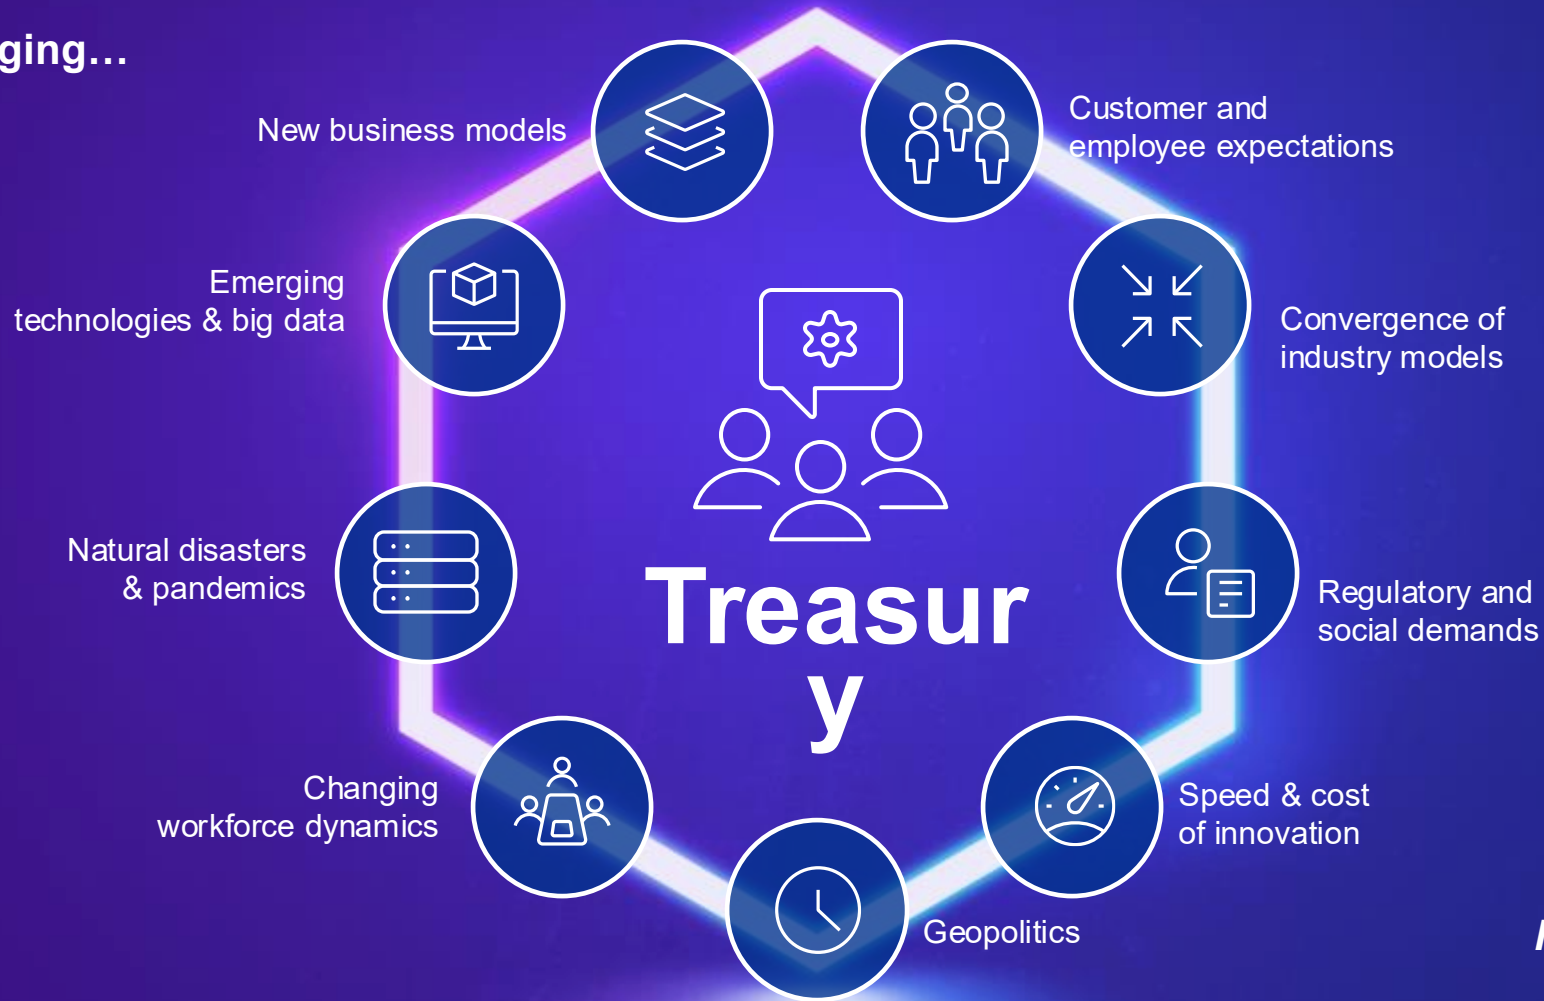 ging…
New business models
Customer and
employee expectations
Emerging
technologies & big data
Convergence of
industry models
Natural disasters
& pandemics
Treasur
y
Regulatory and
social demands
Changing
workforce dynamics
Speed & cost
of innovation
Geopolitics